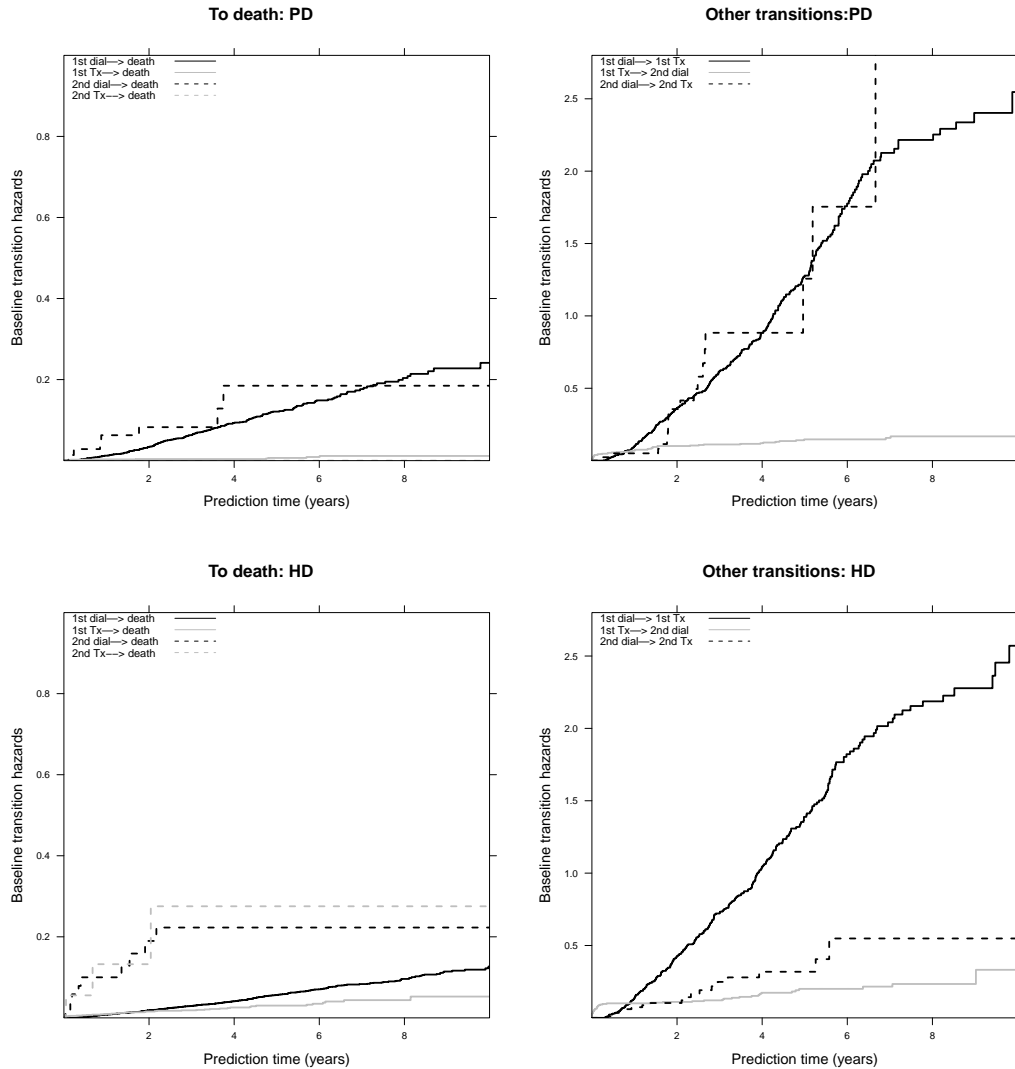 To death: PD
1st dial—> death
1st Tx—> death
2nd dial—> death
2nd Tx--> death
Baseline transition hazards
0.2
0.4
0.6
0.8
2 4 6 8
Prediction time (years)
Other transitions:PD
1st dial—> 1st Tx
1st Tx—> 2nd dial
2nd dial—> 2nd Tx
Baseline transition hazards
2.5
2.0
1.5
1.0
0.5
2 4 6 8
Prediction time (years)
To death: HD
1st dial—> death
1st Tx—> death
2nd dial—> death
2nd Tx--> death
Baseline transition hazards
0.8
0.6
0.4
0.2
2 4 6 8
Prediction time (years)
Other transitions: HD
1st dial—> 1st Tx
1st Tx—> 2nd dial
2nd dial—> 2nd Tx
Baseline transition hazards
2.5
2.0
1.5
1.0
0.5
2 4 6 8
Prediction time (years)